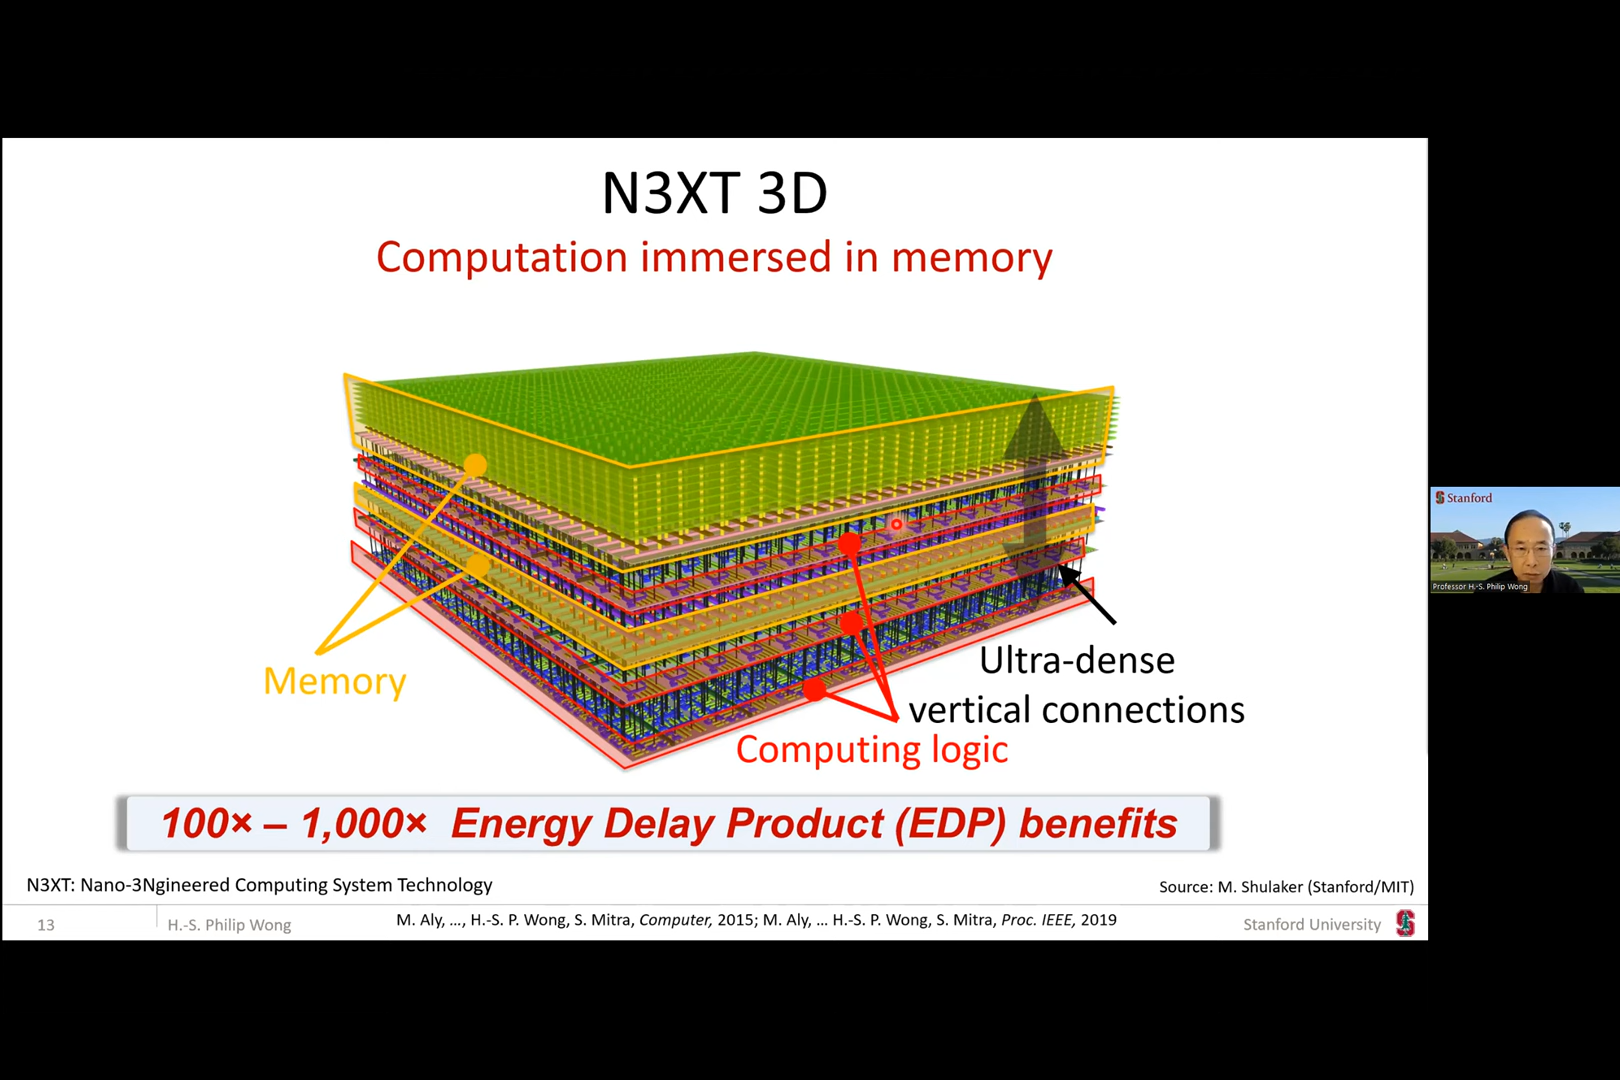 N3XT 3D
Computation immersed in memory
Memory
Ultra-dense
vertical connections
Computing logic
100× – 1,000× Energy Delay Product (EDP) benefits
N3XT: Nano-3Ngineered Computing System Technology
Source: M. Shulaker (Stanford/MIT)
13
H.-S. Philip Wong
M. Aly, ..., H.-S. P. Wong, S. Mitra, Computer, 2015; M. Aly, ... H.-S. P. Wong, S. Mitra, Proc. IEEE, 2019
Stanford University
S
Stanford
Professor H.-S. Philip Wong